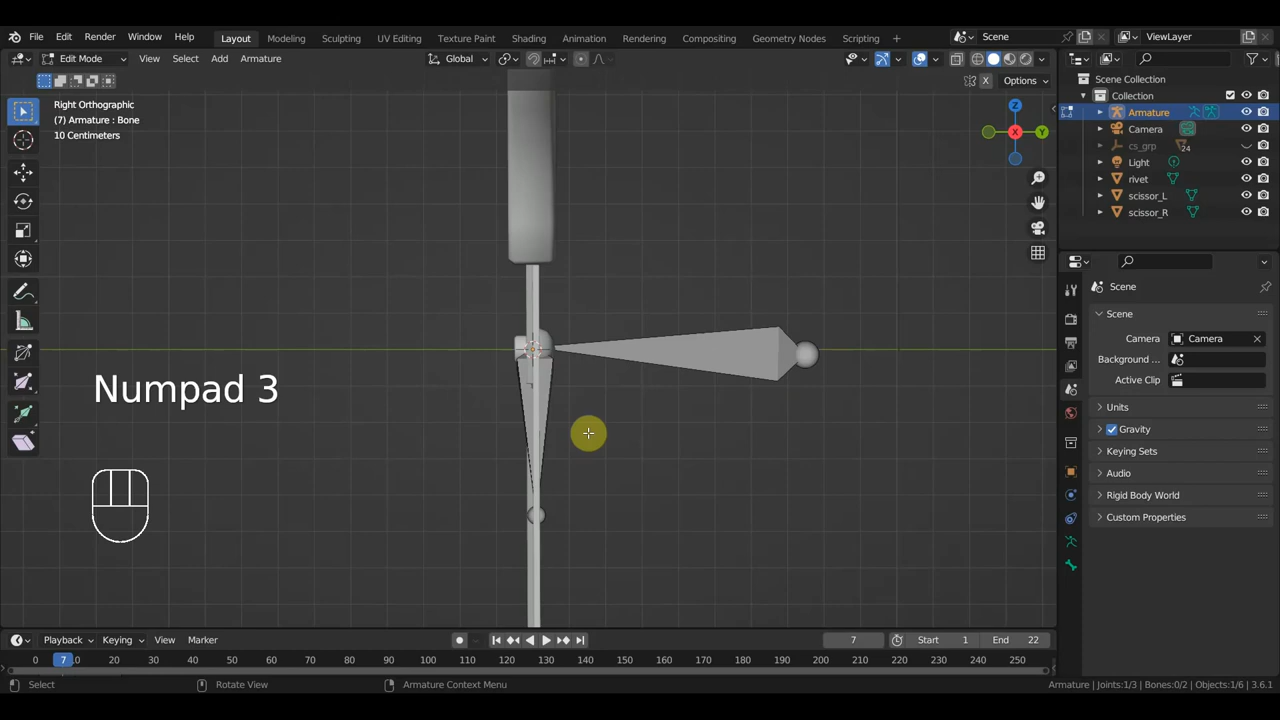 File Edit Render Window Help Layout Modeling Sculpting UV Editing Texture Paint Shading Animation Rendering Compositing Geometry Nodes Scripting + Scene ViewLayer
Edit Mode View Select Add Armature Global X Options
Right Orthographic
(7) Armature : Bone
10 Centimeters
Numpad 3
Z
X
Y
Scene Collection
Collection
Armature
Camera
cs_grp 24
Light
rivet
scissor_L
scissor_R
Scene
Scene
Camera Camera
Background ...
Active Clip
Units
Gravity
Keying Sets
Audio
Rigid Body World
Custom Properties
Playback Keying View Marker 7 Start 1 End 22
0 7 10 20 30 40 50 60 70 80 90 100 110 120 130 140 150 160 170 180 190 200 210 220 230 240 250
Select Rotate View Armature Context Menu Armature | Joints:1/3 | Bones:0/2 | Objects:1/6 | 3.6.1